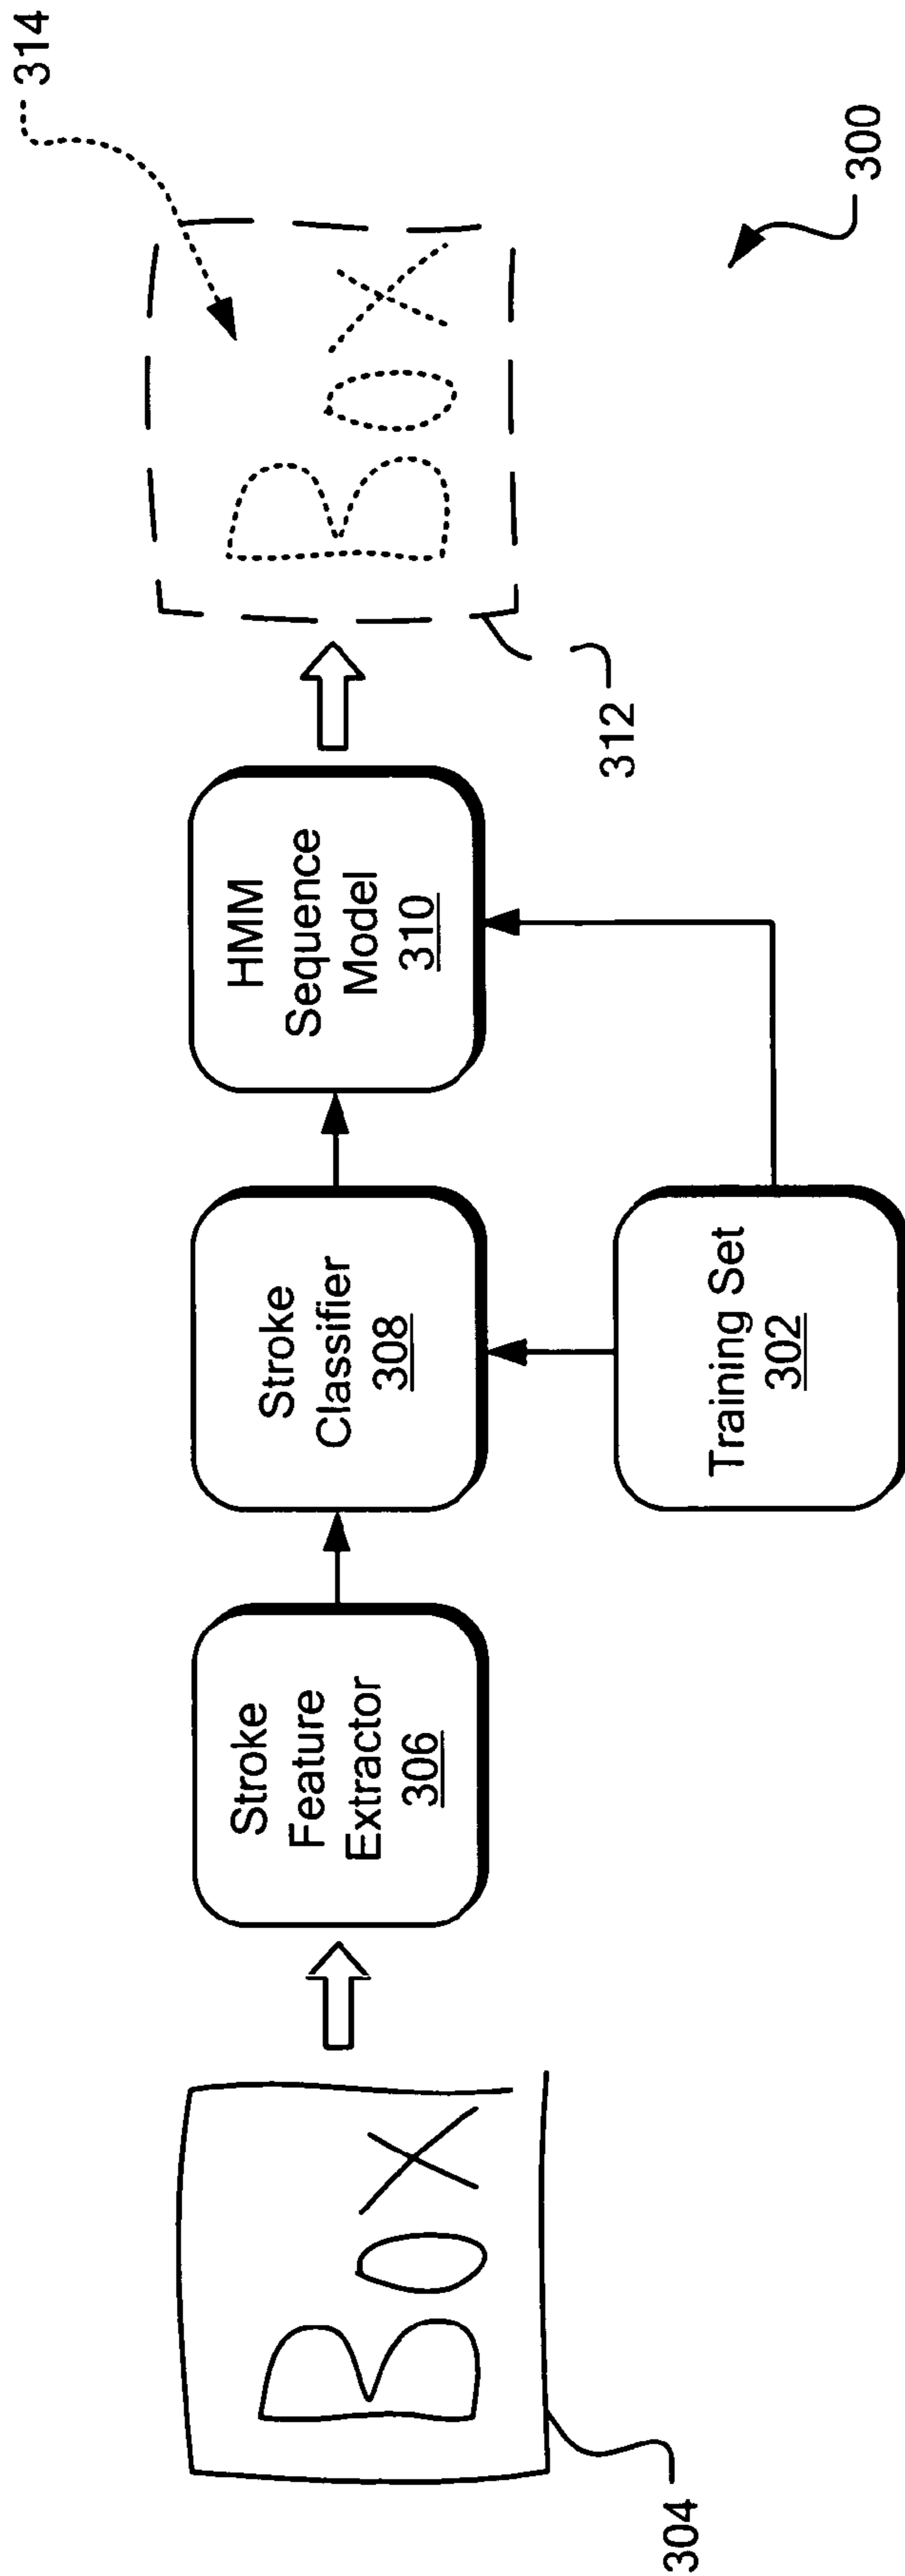 314
Box
Box
Stroke
Feature
Extractor
306
Stroke
Classifier
308
HMM
Sequence
Model
310
304
312
Training Set
302
300